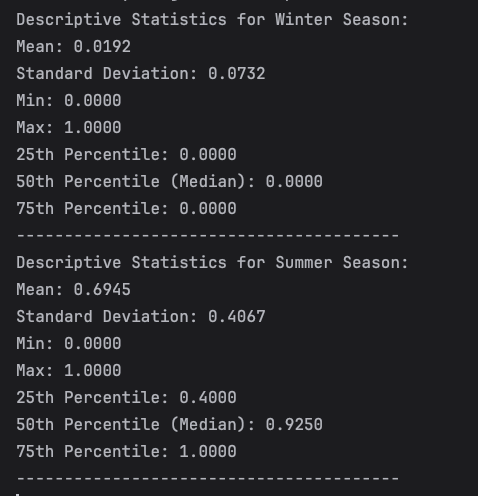 Descriptive Statistics for Winter Season:
Mean: 0.0192
Standard Deviation: 0.0732
Min: 0.0000
Max: 1.0000
25th Percentile: 0.0000
50th Percentile (Median): 0.0000
75th Percentile: 0.0000
----------------------------------------
Descriptive Statistics for Summer Season:
Mean: 0.6945
Standard Deviation: 0.4067
Min: 0.0000
Max: 1.0000
25th Percentile: 0.4000
50th Percentile (Median): 0.9250
75th Percentile: 1.0000
----------------------------------------